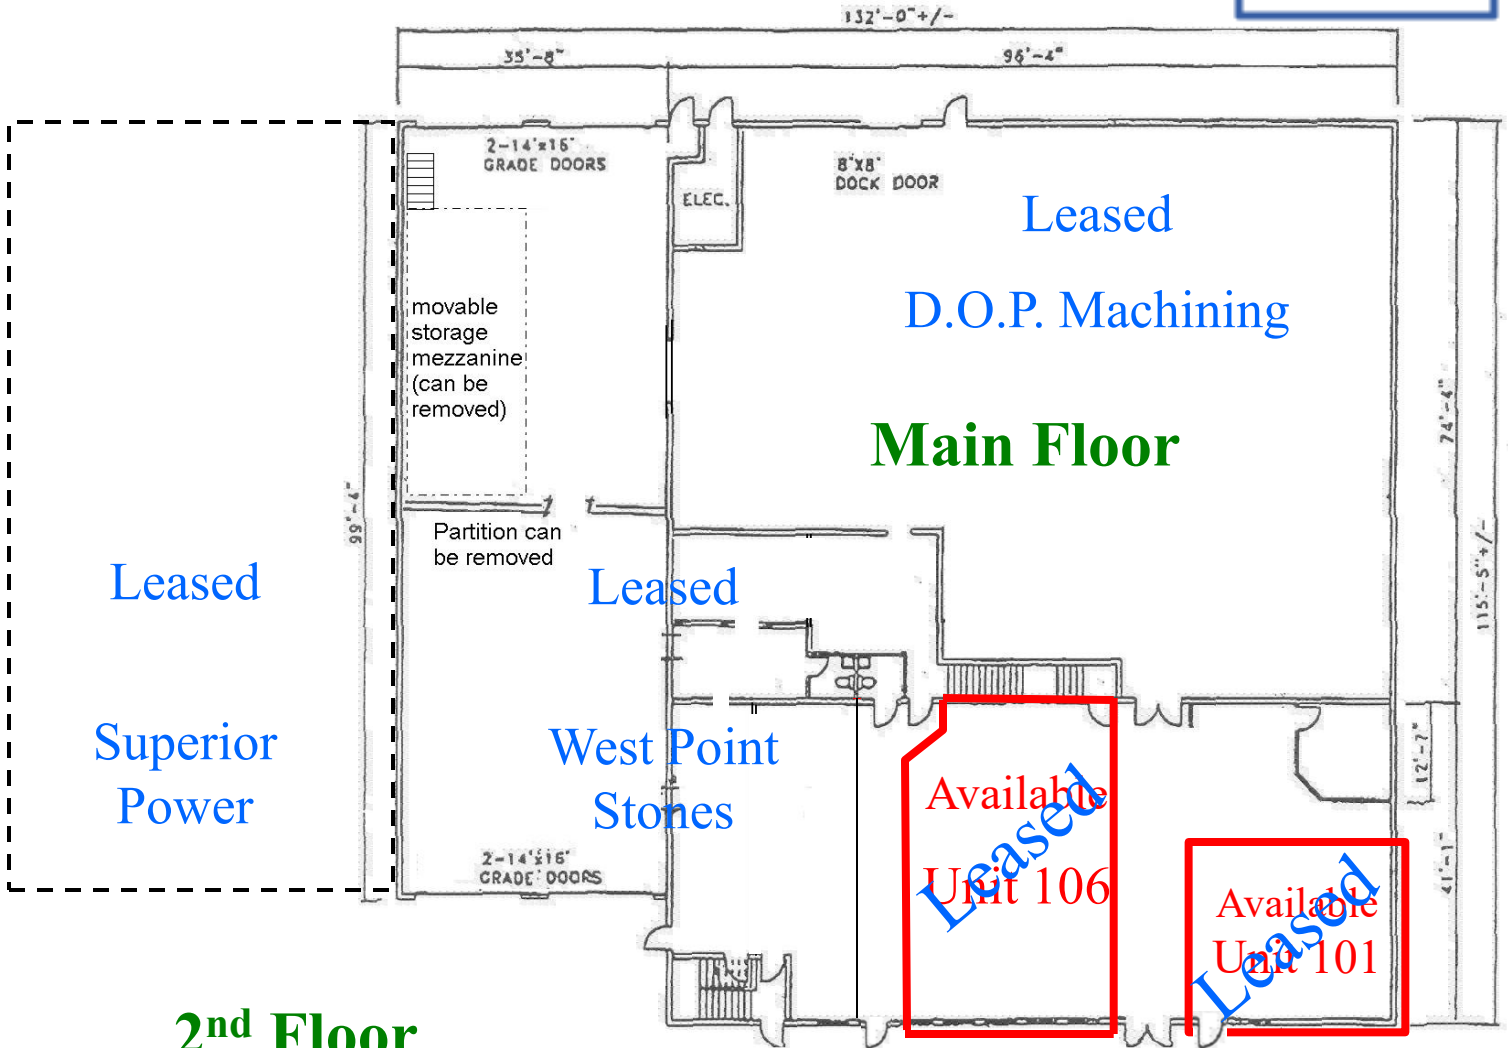 132'-0"+/-
35'-8"
96'-4"
2-14'x16'
GRADE DOORS
8'X8'
DOCK DOOR
ELEC.
Leased
D.O.P. Machining
movable
storage
mezzanine
(can be
removed)
Main Floor
74'-4"
99'-4"
Partition can
be removed
115'-5"+/-
Leased
Leased
Superior
Power
West Point
Stones
12'-7"
Available
Unit 106
Leased
41'-1"
2-14'x16'
GRADE DOORS
Available
Unit 101
Leased
2nd Floor